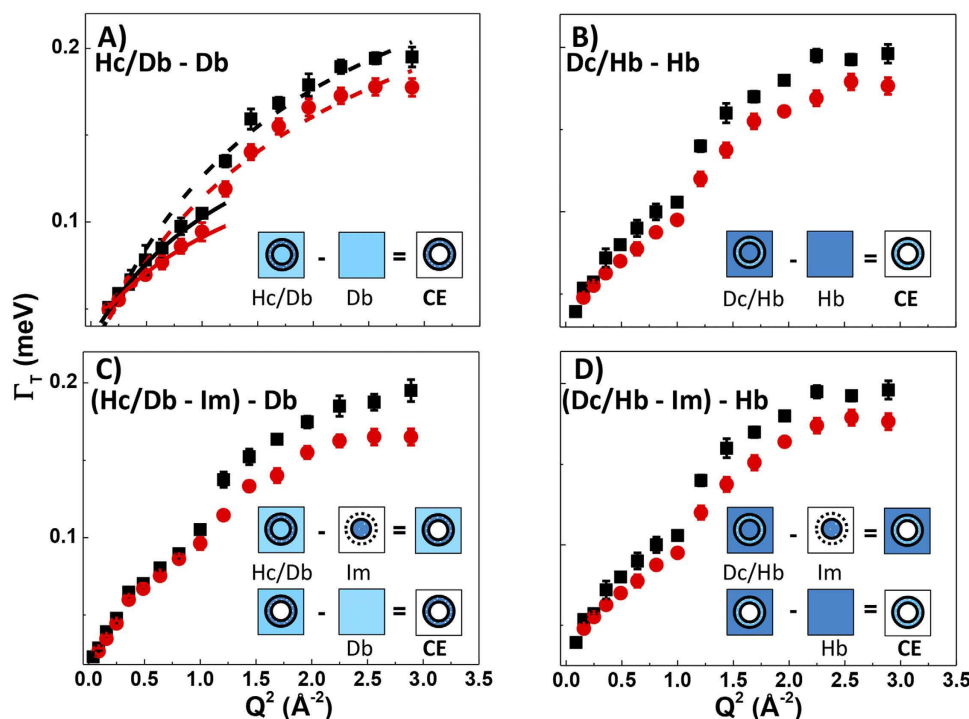 A)
Hc/Db - Db
0.2
0.1
- =
Hc/Db Db CE
B)
Dc/Hb - Hb
- =
Dc/Hb Hb CE
ΓT (meV)
C)
(Hc/Db - Im) - Db
0.2
0.1
- =
Hc/Db Im
- =
Db CE
0.0 0.5 1.0 1.5 2.0 2.5 3.0 3.5
Q² (Å⁻²)
D)
(Dc/Hb - Im) - Hb
- =
Dc/Hb Im
- =
Hb CE
0.0 0.5 1.0 1.5 2.0 2.5 3.0 3.5
Q² (Å⁻²)